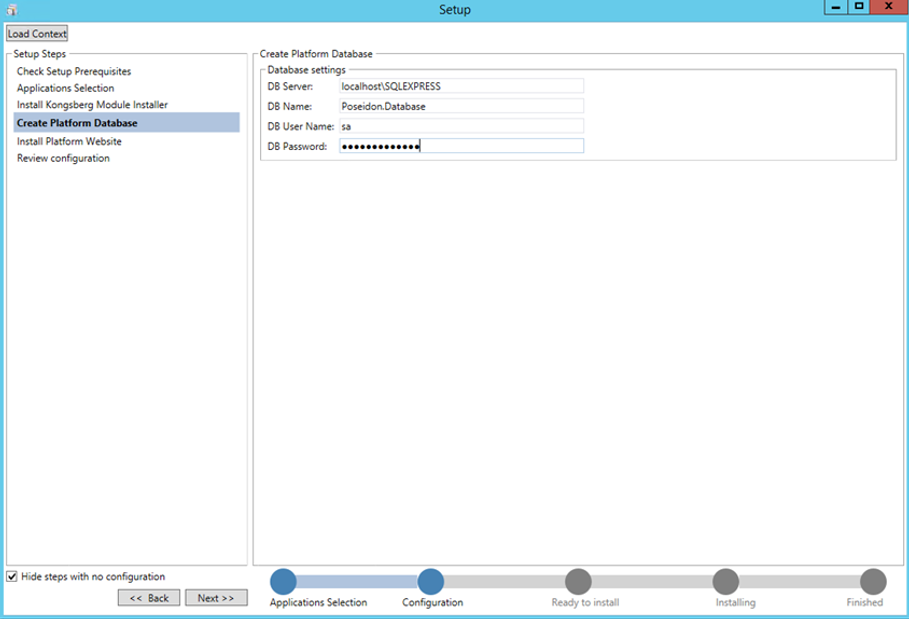 Setup
Load Context
Setup Steps
Check Setup Prerequisites
Applications Selection
Install Kongsberg Module Installer
Create Platform Database
Install Platform Website
Review configuration
Create Platform Database
Database settings
DB Server: localhost\SQLEXPRESS
DB Name: Poseidon.Database
DB User Name: sa
DB Password: •••••••••••••
Hide steps with no configuration
<< Back Next >>
Applications Selection Configuration Ready to install Installing Finished